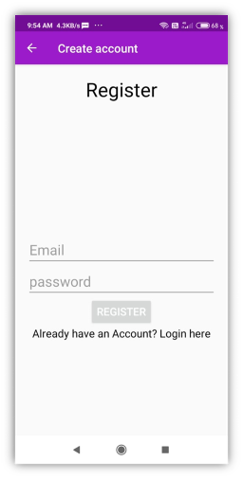 9:54 AM 4.3KB/s
68
Create account
Register
Email
password
REGISTER
Already have an Account? Login here